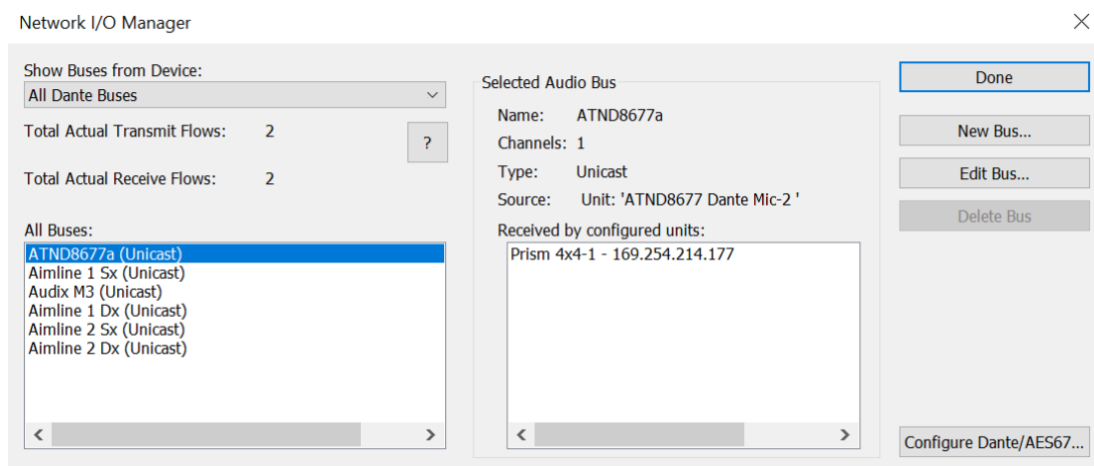 Network I/O Manager
Show Buses from Device:
All Dante Buses
Total Actual Transmit Flows: 2
?
Total Actual Receive Flows: 2
All Buses:
ATND8677a (Unicast)
Aimline 1 Sx (Unicast)
Audix M3 (Unicast)
Aimline 1 Dx (Unicast)
Aimline 2 Sx (Unicast)
Aimline 2 Dx (Unicast)
Selected Audio Bus
Name: ATND8677a
Channels: 1
Type: Unicast
Source: Unit: 'ATND8677 Dante Mic-2 '
Received by configured units:
Prism 4x4-1 - 169.254.214.177
Done
New Bus...
Edit Bus...
Delete Bus
Configure Dante/AES67...